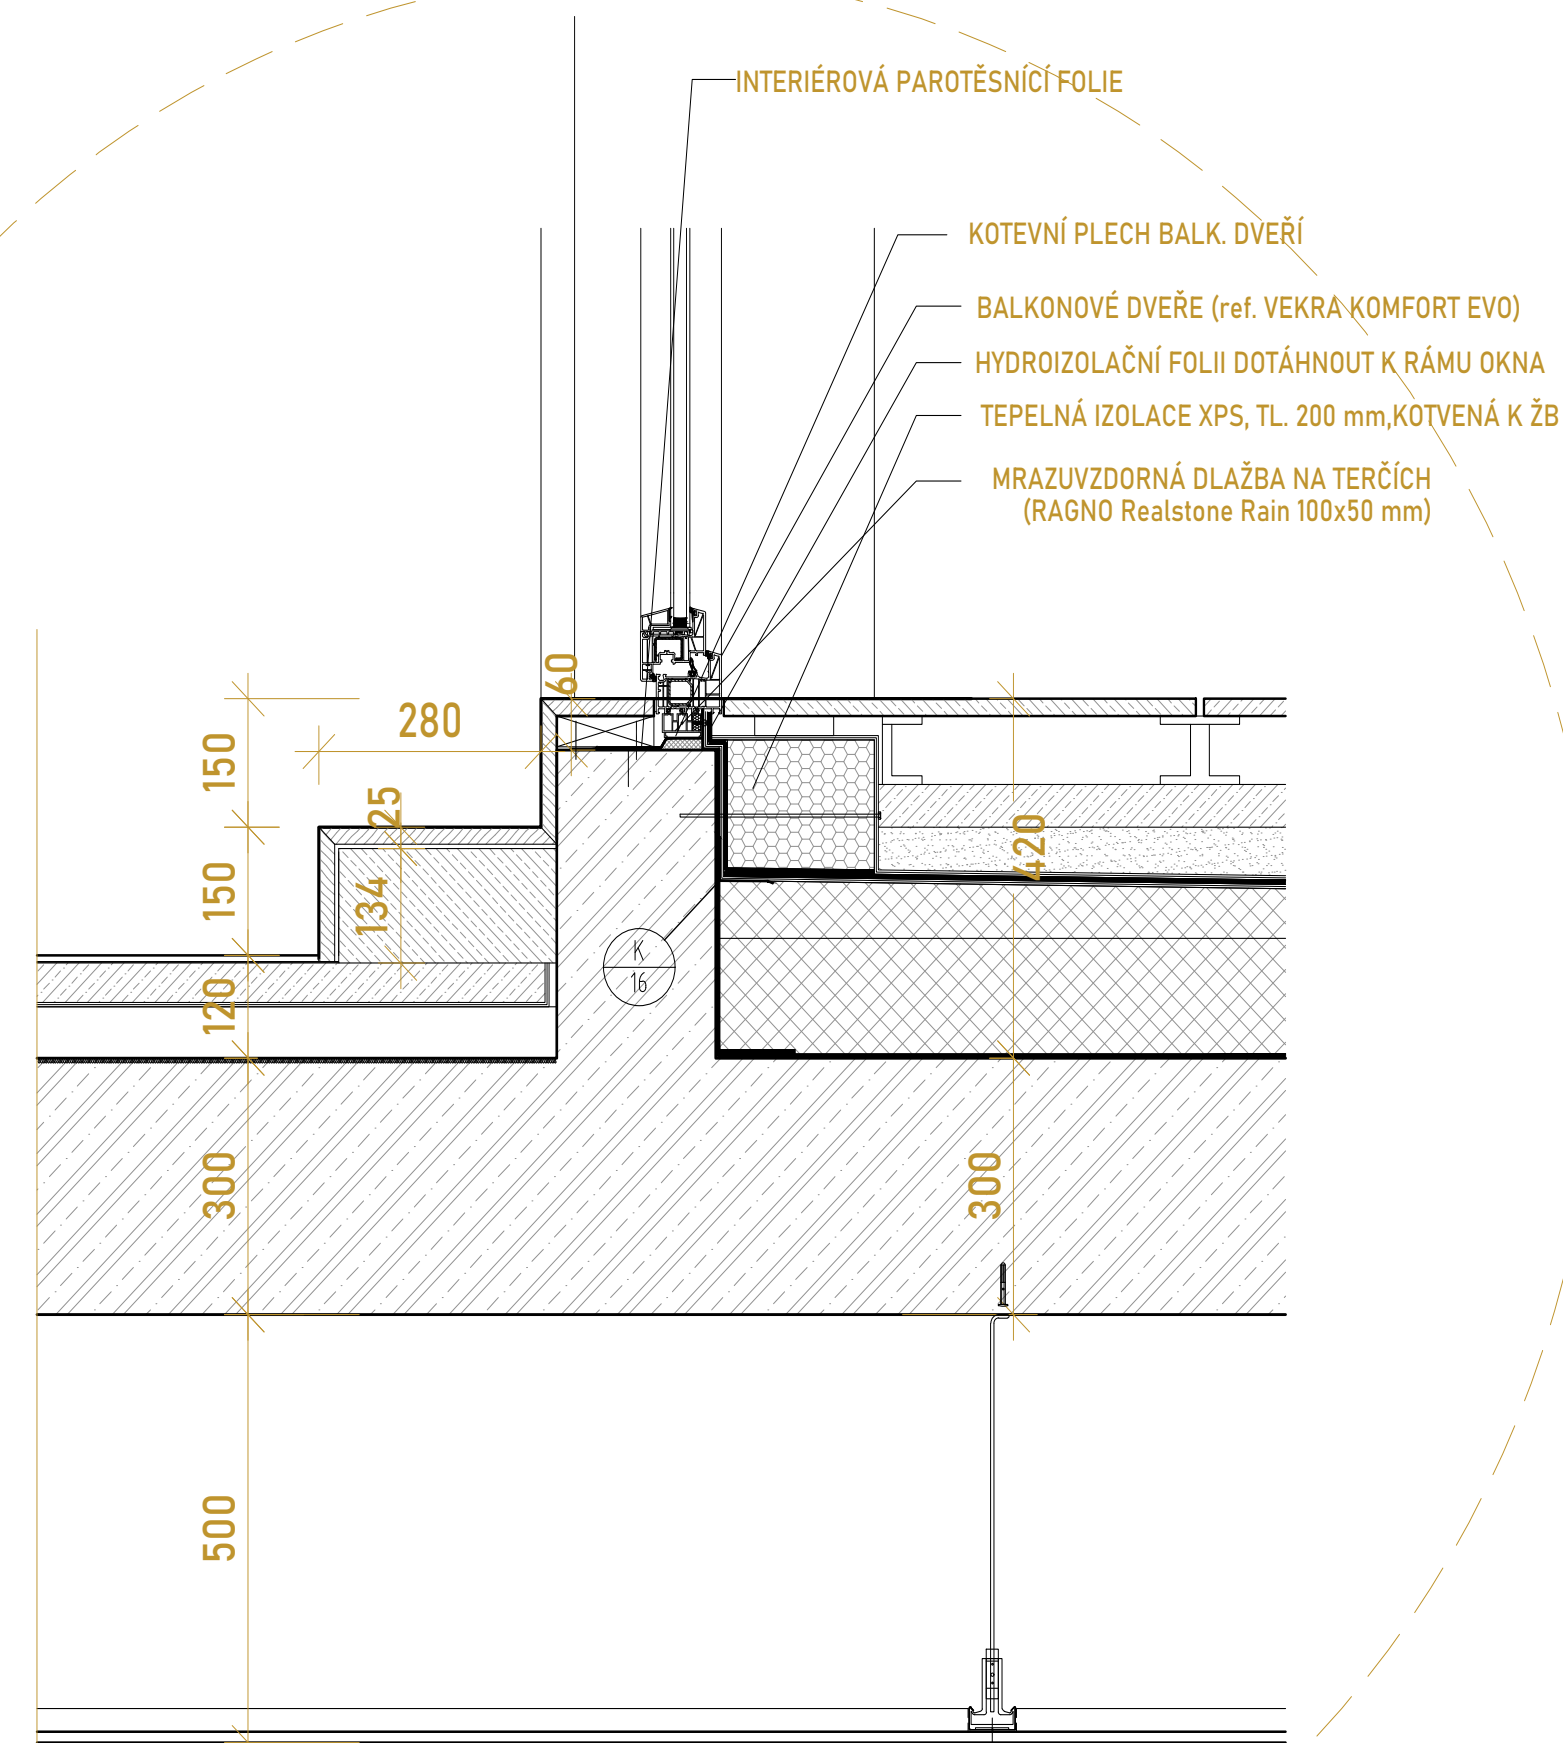 INTERIÉROVÁ PAROTĚSNÍCÍ FOLIE
KOTEVNÍ PLECH BALK. DVEŘÍ
BALKONOVÉ DVEŘE (ref. VEKRA KOMFORT EVO)
HYDROIZOLAČNÍ FOLII DOTÁHNOUT K RÁMU OKNA
TEPELNÁ IZOLACE XPS, TL. 200 mm,KOTVENÁ K ŽB
MRAZUVZDORNÁ DLAŽBA NA TERČÍCH
(RAGNO Realstone Rain 100x50 mm)
60
280
150
25
420
150
134
K
16
120
300
300
500